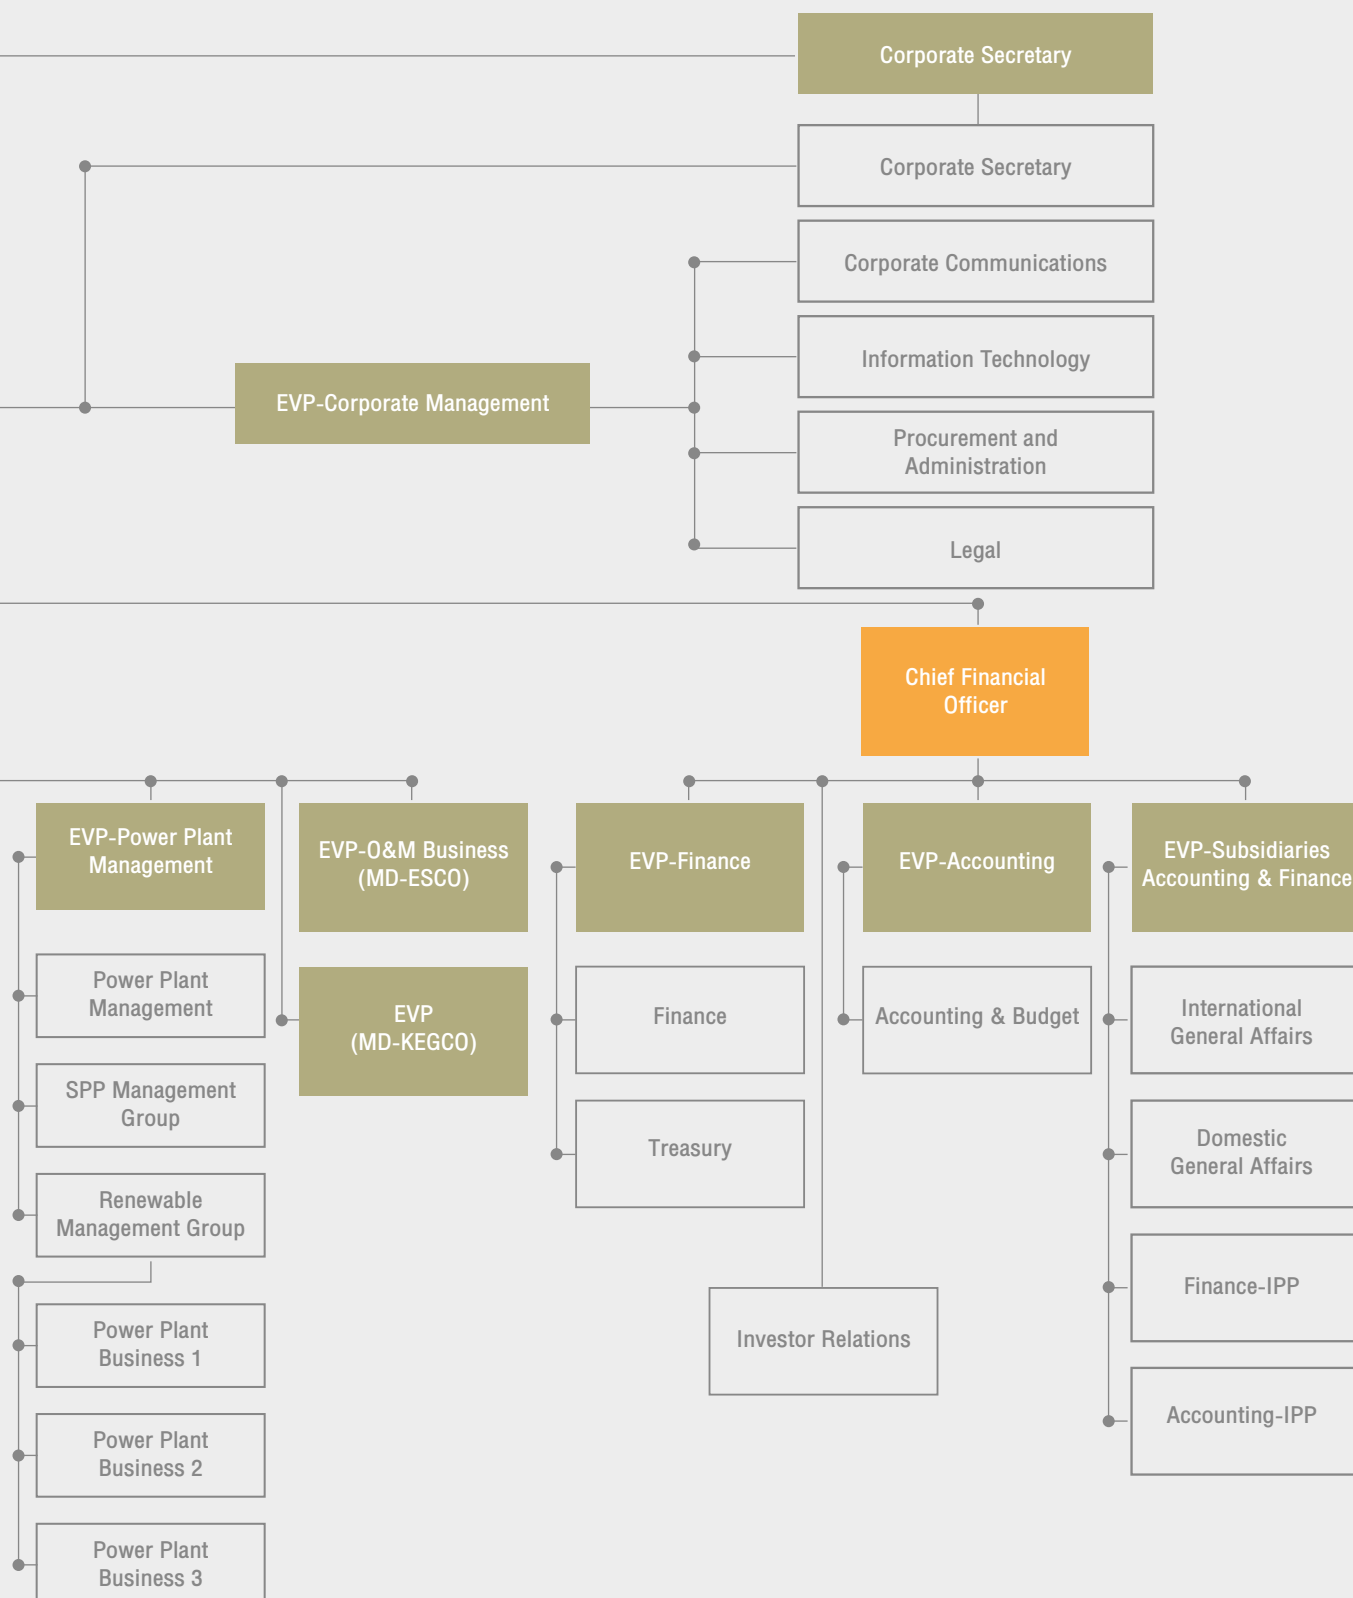 Corporate Secretary
Corporate Secretary
Corporate Communications
Information Technology
EVP-Corporate Management
Procurement and
Administration
Legal
Chief Financial
Officer
EVP-Power Plant
Management
EVP-O&M Business
(MD-ESCO)
EVP-Finance
EVP-Accounting
EVP-Subsidiaries
Accounting & Finance
Power Plant
Management
EVP
(MD-KEGCO)
Finance
Accounting & Budget
International
General Affairs
SPP Management
Group
Treasury
Domestic
General Affairs
Renewable
Management Group
Finance-IPP
Power Plant
Business 1
Investor Relations
Accounting-IPP
Power Plant
Business 2
Power Plant
Business 3